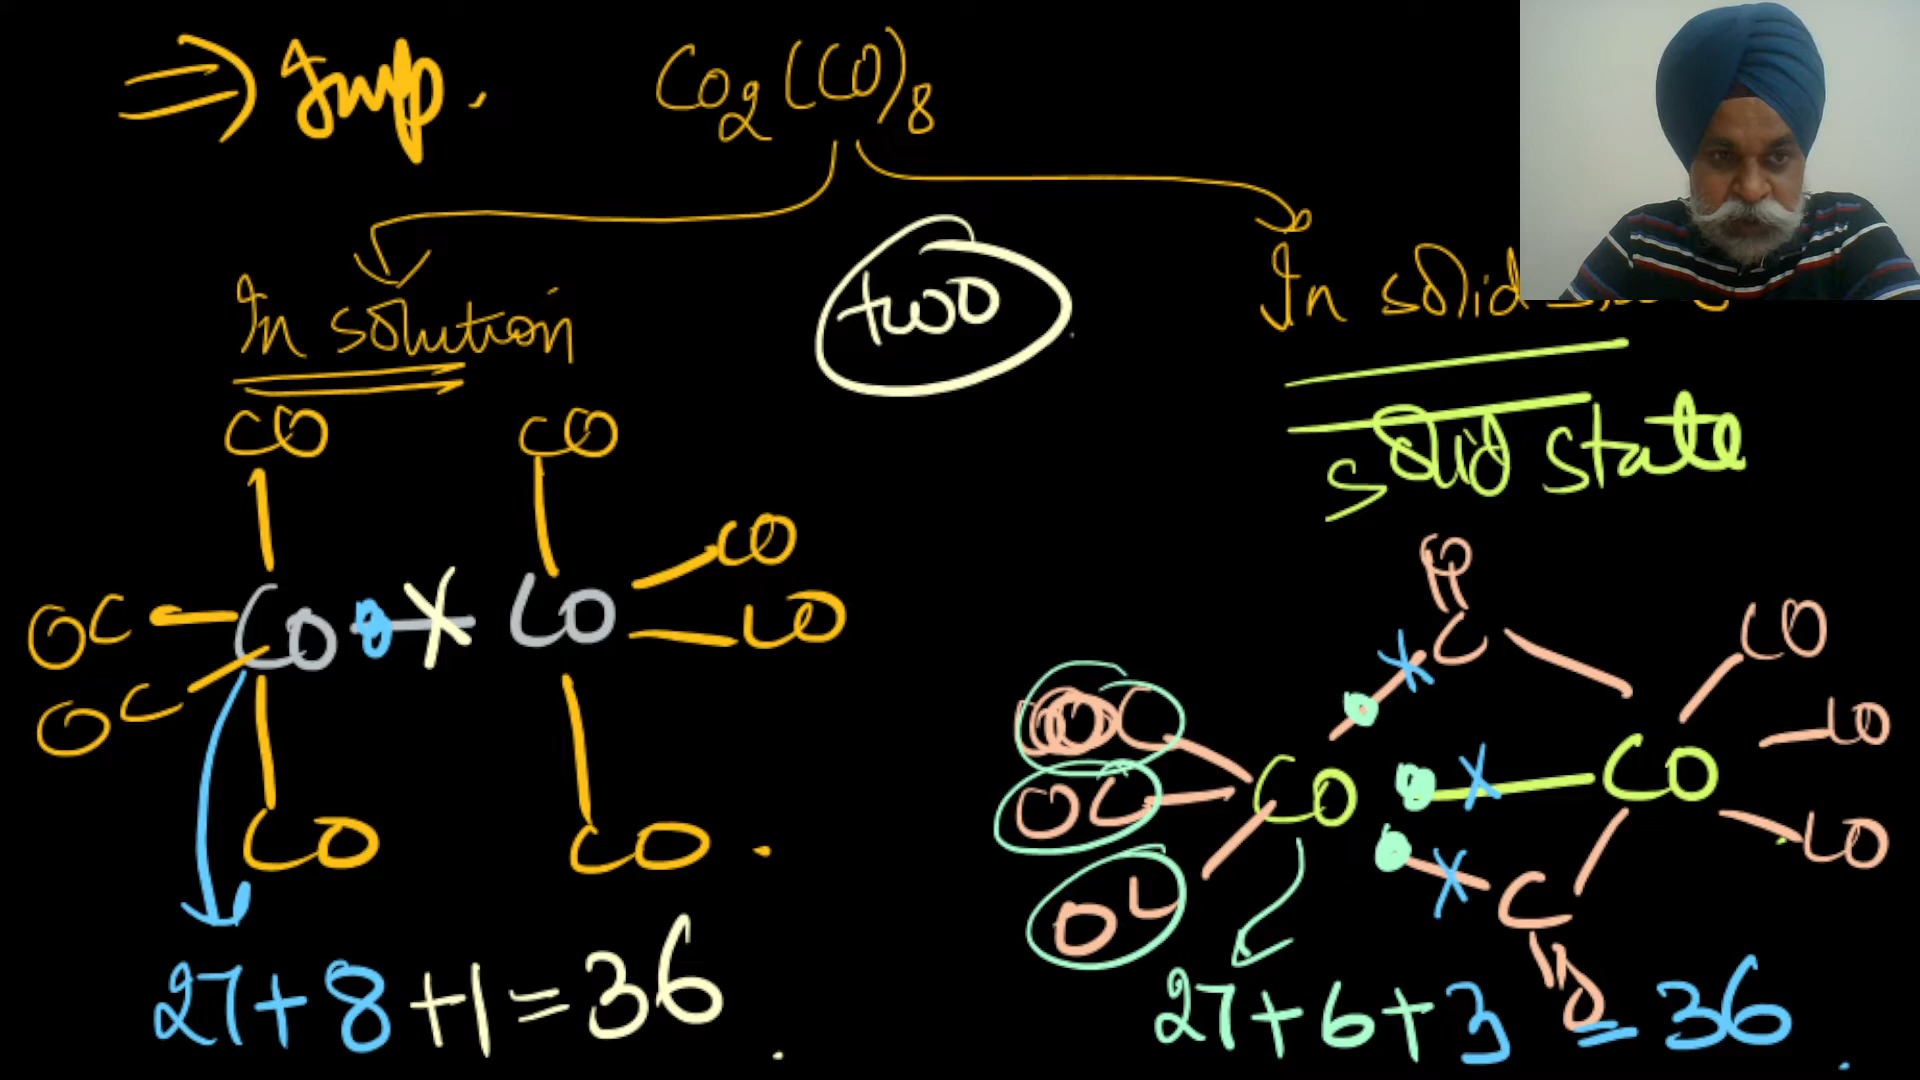 ⇒ Imp. Co2(CO)8
two
In solution
In solid
solid state
CO CO
CO
OC Co Co CO
OC
CO CO
27+8+1=36
O
C CO
OC CO
OC Co Co
OC CO
C
O
27+6+3=36